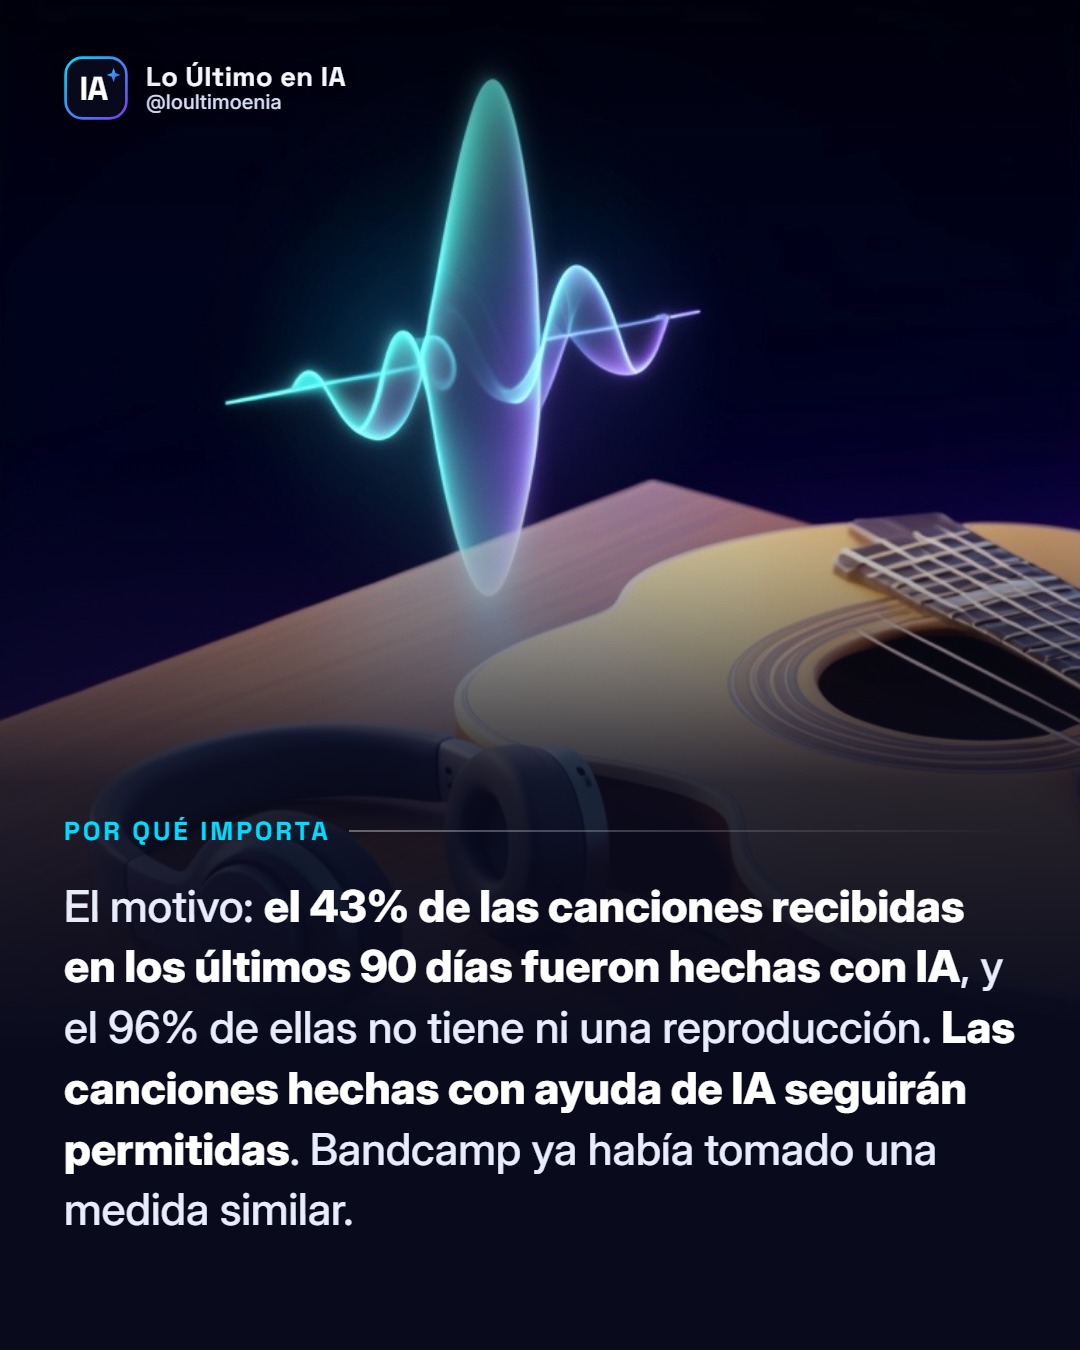 IA
Lo Último en IA
@loultimoenia
POR QUÉ IMPORTA
El motivo: el 43% de las canciones recibidas
en los últimos 90 días fueron hechas con IA, y
el 96% de ellas no tiene ni una reproducción. Las
canciones hechas con ayuda de IA seguirán
permitidas. Bandcamp ya había tomado una
medida similar.